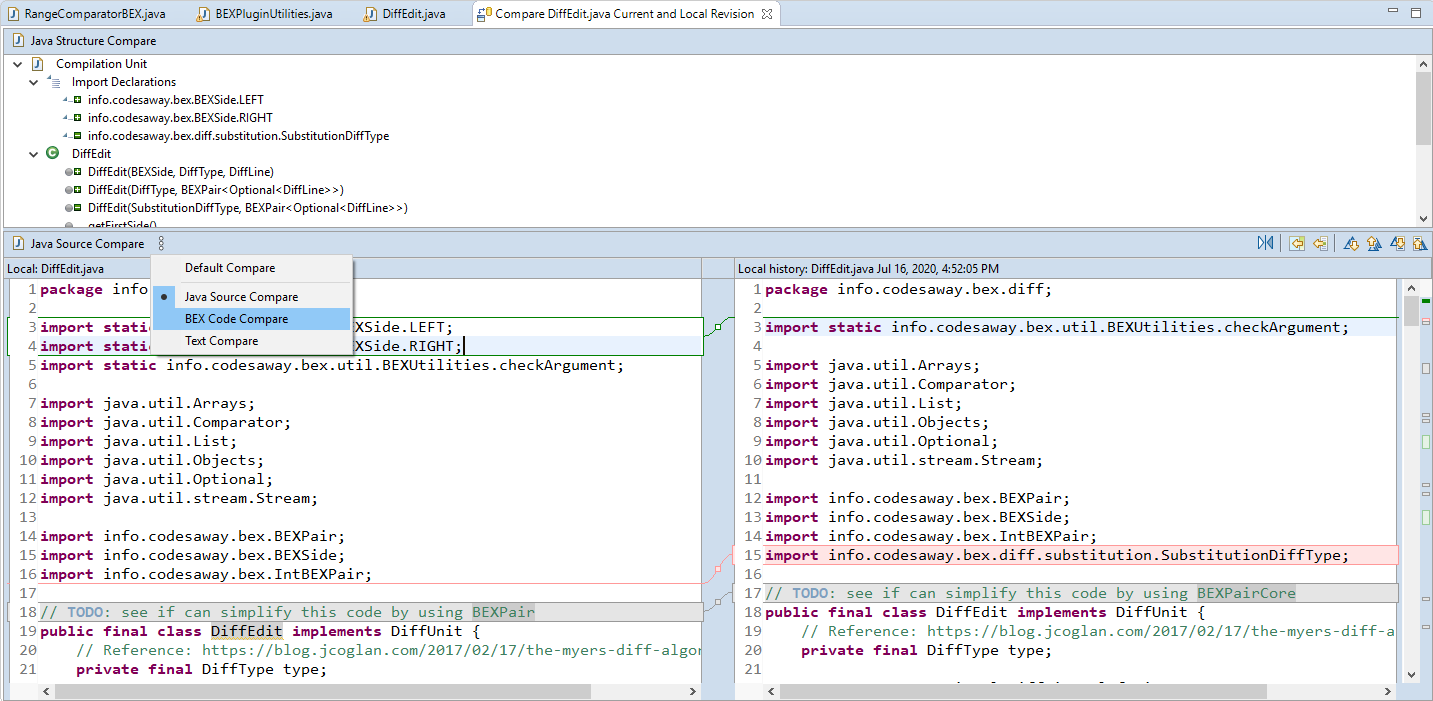 RangeComparatorBEX.java BEXPluginUtilities.java DiffEdit.java Compare DiffEdit.java Current and Local Revision
Java Structure Compare
Compilation Unit
Import Declarations
info.codesaway.bex.BEXSide.LEFT
info.codesaway.bex.BEXSide.RIGHT
info.codesaway.bex.diff.substitution.SubstitutionDiffType
DiffEdit
DiffEdit(BEXSide, DiffType, DiffLine)
DiffEdit(DiffType, BEXPair<Optional<DiffLine>>)
DiffEdit(SubstitutionDiffType, BEXPair<Optional<DiffLine>>)
getFirstSide()
Java Source Compare
Default Compare
Java Source Compare
BEX Code Compare
Text Compare
Local: DiffEdit.java
1 package info
2
3 import static XSide.LEFT;
4 import static XSide.RIGHT;
5 import static info.codesaway.bex.util.BEXUtilities.checkArgument;
6
7 import java.util.Arrays;
8 import java.util.Comparator;
9 import java.util.List;
10 import java.util.Objects;
11 import java.util.Optional;
12 import java.util.stream.Stream;
13
14 import info.codesaway.bex.BEXPair;
15 import info.codesaway.bex.BEXSide;
16 import info.codesaway.bex.IntBEXPair;
17
18 // TODO: see if can simplify this code by using BEXPair
19 public final class DiffEdit implements DiffUnit {
20 // Reference: https://blog.jcoglan.com/2017/02/17/the-myers-diff-algor
21 private final DiffType type;
Local history: DiffEdit.java Jul 16, 2020, 4:52:05 PM
1 package info.codesaway.bex.diff;
2
3 import static info.codesaway.bex.util.BEXUtilities.checkArgument;
4
5 import java.util.Arrays;
6 import java.util.Comparator;
7 import java.util.List;
8 import java.util.Objects;
9 import java.util.Optional;
10 import java.util.stream.Stream;
11
12 import info.codesaway.bex.BEXPair;
13 import info.codesaway.bex.BEXSide;
14 import info.codesaway.bex.IntBEXPair;
15 import info.codesaway.bex.diff.substitution.SubstitutionDiffType;
16
17 // TODO: see if can simplify this code by using BEXPairCore
18 public final class DiffEdit implements DiffUnit {
19 // Reference: https://blog.jcoglan.com/2017/02/17/the-myers-diff-a
20 private final DiffType type;
21